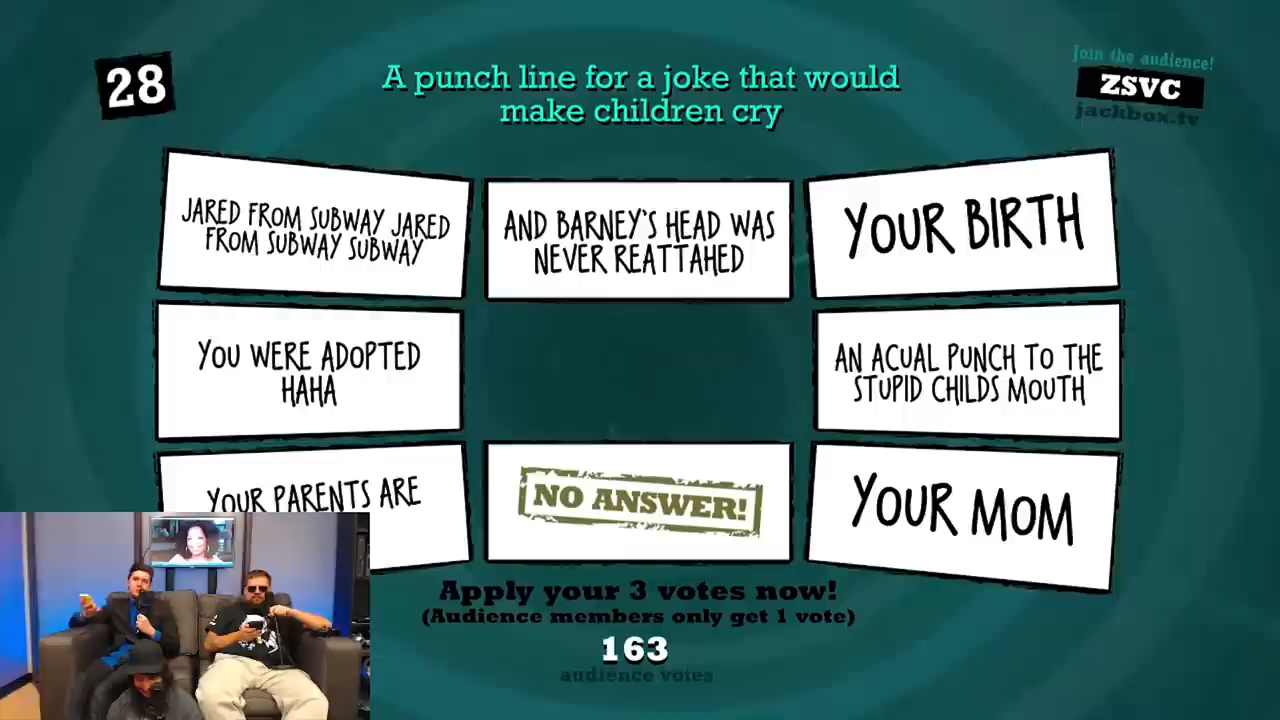 28
A punch line for a joke that would
make children cry
Join the audience!
ZSVC
jackbox.tv
JARED FROM SUBWAY JARED
FROM SUBWAY SUBWAY
AND BARNEY'S HEAD WAS
NEVER REATTAHED
YOUR BIRTH
YOU WERE ADOPTED
HAHA
AN ACUAL PUNCH TO THE
STUPID CHILDS MOUTH
YOUR PARENTS ARE
NO ANSWER!
YOUR MOM
Apply your 3 votes now!
(Audience members only get 1 vote)
163
audience votes